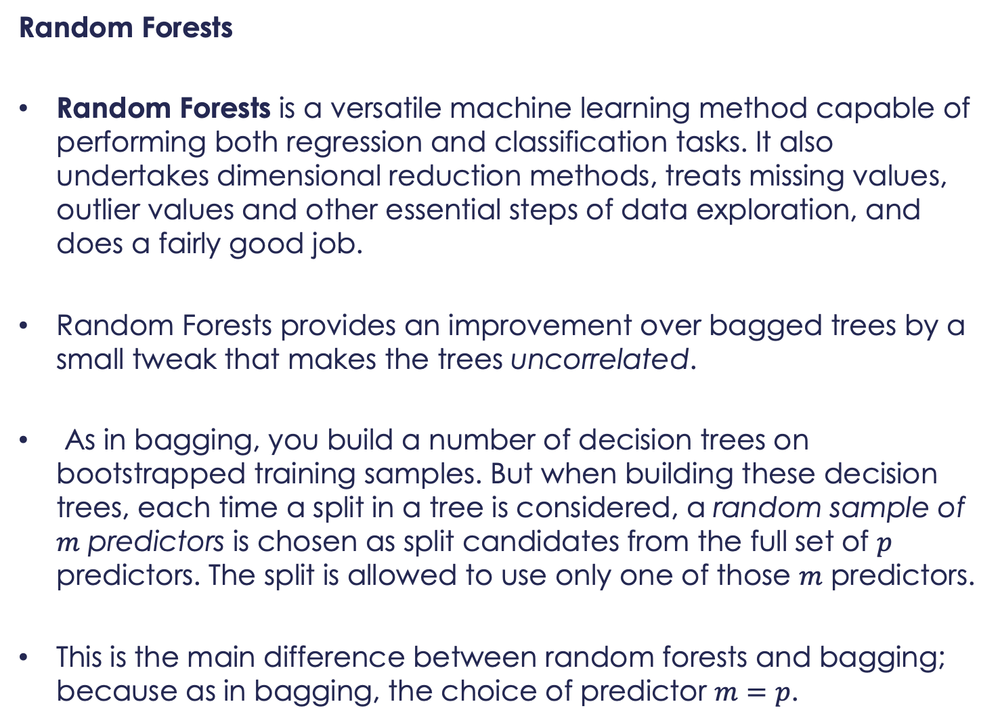 Random Forests
• Random Forests is a versatile machine learning method capable of
performing both regression and classification tasks. It also
undertakes dimensional reduction methods, treats missing values,
outlier values and other essential steps of data exploration, and
does a fairly good job.
• Random Forests provides an improvement over bagged trees by a
small tweak that makes the trees uncorrelated.
• As in bagging, you build a number of decision trees on
bootstrapped training samples. But when building these decision
trees, each time a split in a tree is considered, a random sample of
m predictors is chosen as split candidates from the full set of p
predictors. The split is allowed to use only one of those m predictors.
• This is the main difference between random forests and bagging;
because as in bagging, the choice of predictor m = p.